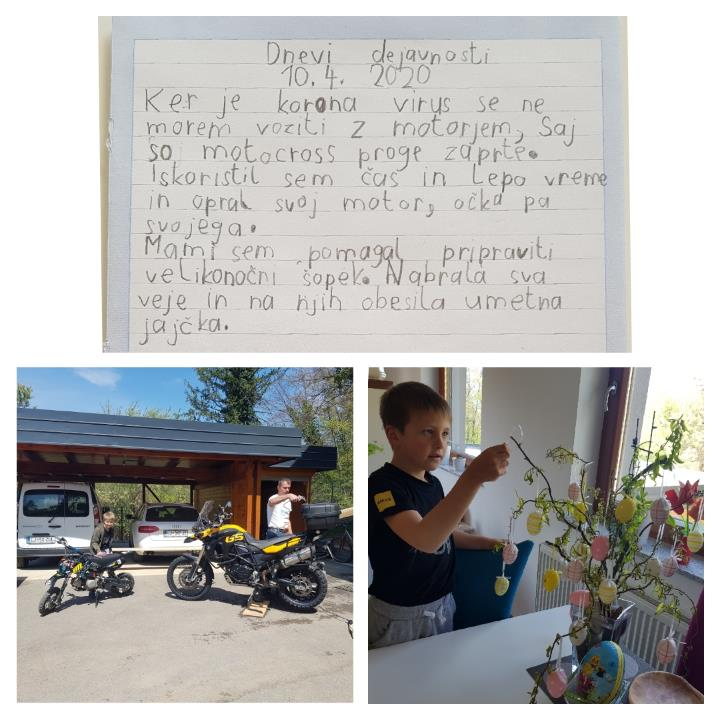 Dnevi dejavnosti
10.4. 2020
Ker je korona virus se ne
morem voziti z motorjem, Saj
so motocross proge zaprte.
Iskoristil sem čas in Lepo vreme
in opral svoj motor, očka pa
svojega.
Mami sem pomagal pripraviti
velikonočni šopek. Nabrala sva
veje in na njih obesila umetna
jajčka.
GS